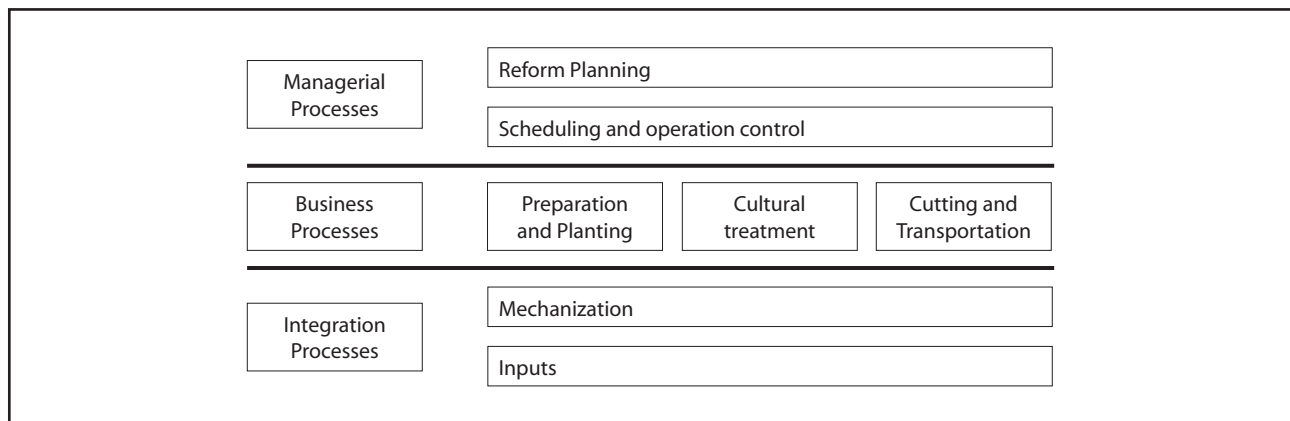 Managerial
Processes
Reform Planning
Scheduling and operation control
Business
Processes
Preparation
and Planting
Cultural
treatment
Cutting and
Transportation
Integration
Processes
Mechanization
Inputs